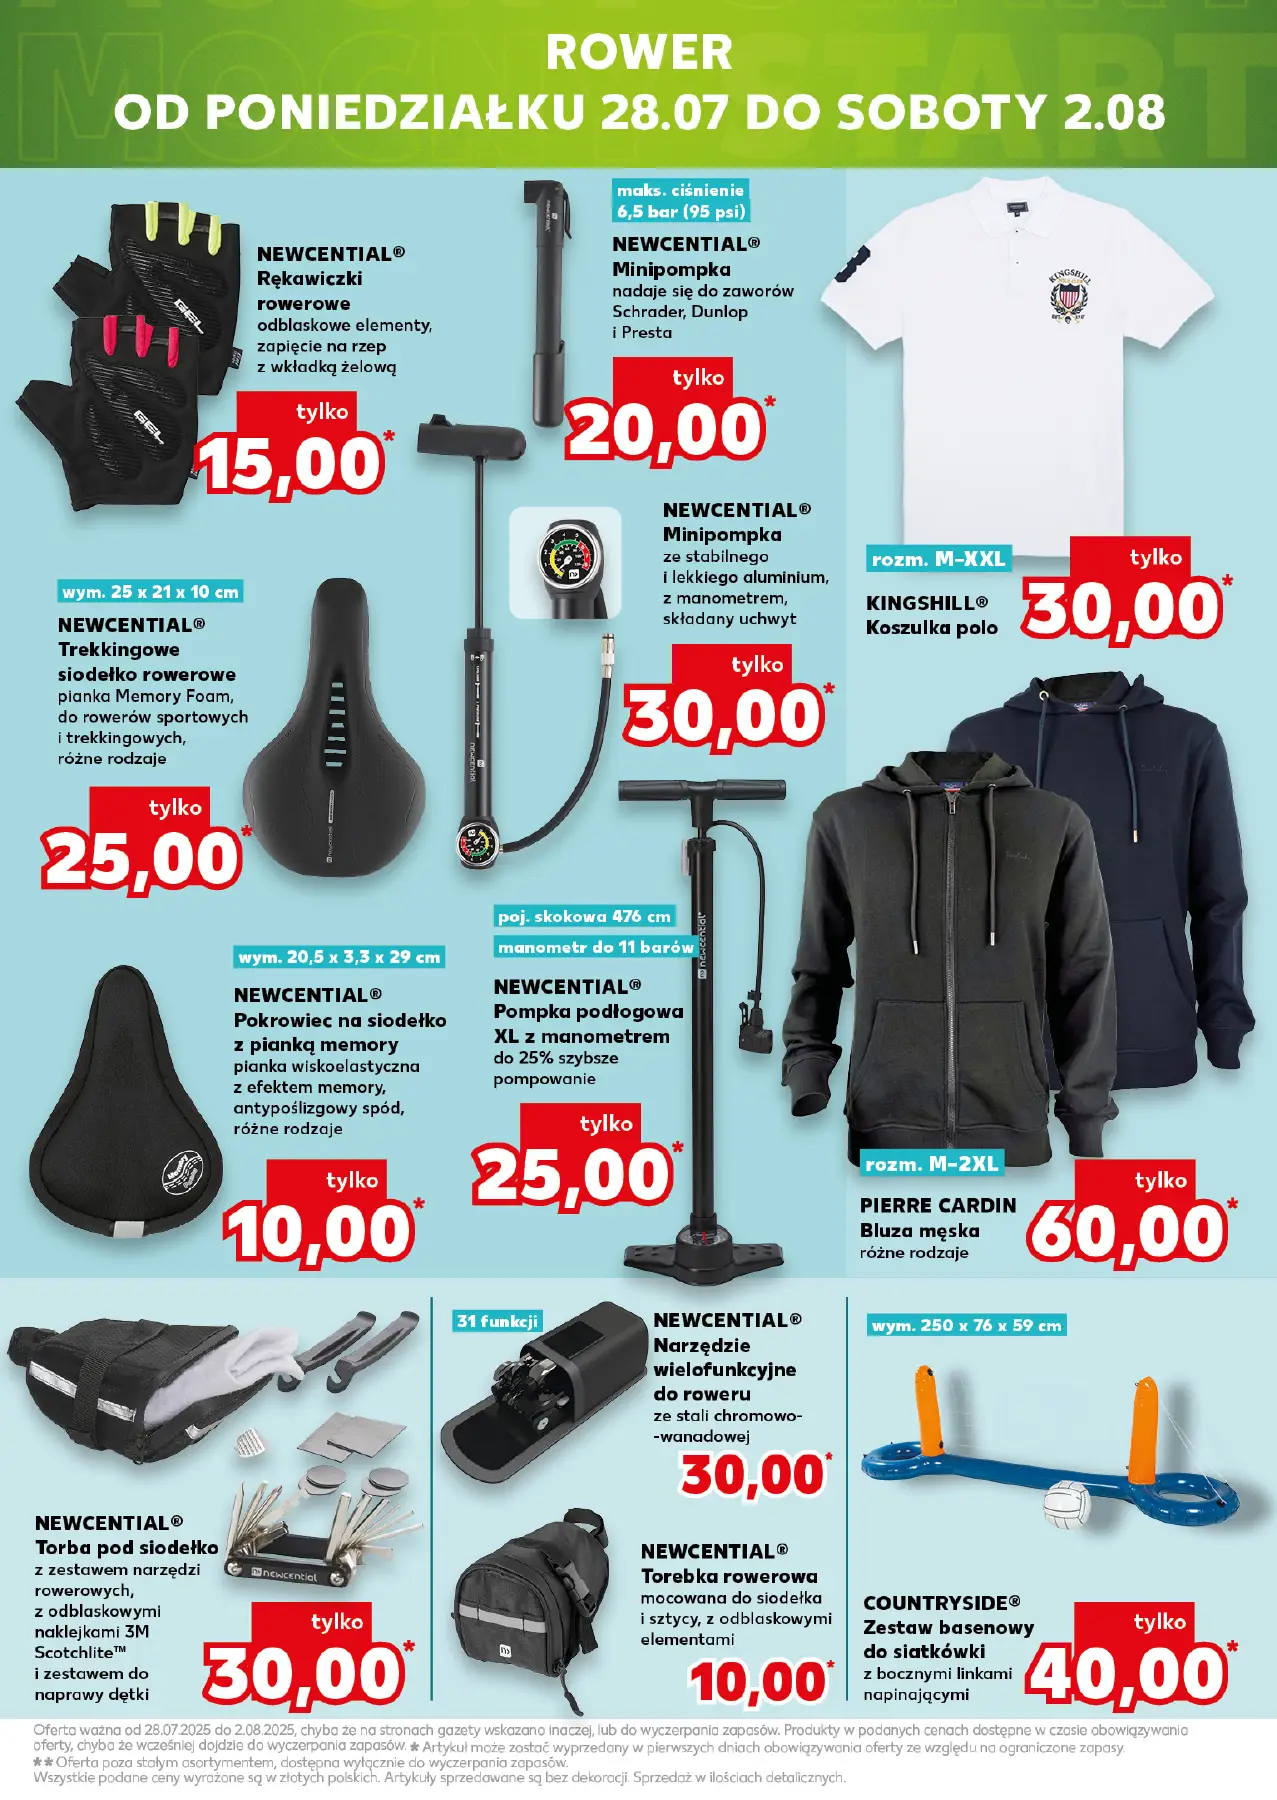 MOCNY START
ROWER
OD PONIEDZIAŁKU 28.07 DO SOBOTY 2.08
NEWCENTIAL®
Rękawiczki
rowerowe
odblaskowe elementy,
zapięcie na rzep
z wkładką żelową
GEL
GEL
tylko
15,00*
maks. ciśnienie
6,5 bar (95 psi)
NEWCENTIAL®
Minipompka
nadaje się do zaworów
Schrader, Dunlop
i Presta
tylko
20,00*
NEWCENTIAL®
Minipompka
ze stabilnego
i lekkiego aluminium,
z manometrem,
składany uchwyt
tylko
30,00*
newcential
KINGSHILL
rozm. M–XXL
KINGSHILL®
Koszulka polo
tylko
30,00*
wym. 25 x 21 x 10 cm
NEWCENTIAL®
Trekkingowe
siodełko rowerowe
pianka Memory Foam,
do rowerów sportowych
i trekkingowych,
różne rodzaje
tylko
25,00*
newcential
wym. 20,5 x 3,3 x 29 cm
NEWCENTIAL®
Pokrowiec na siodełko
z pianką memory
pianka wiskoelastyczna
z efektem memory,
antypoślizgowy spód,
różne rodzaje
Memory
tylko
10,00*
poj. skokowa 476 cm
manometr do 11 barów
NEWCENTIAL®
Pompka podłogowa
XL z manometrem
do 25% szybsze
pompowanie
tylko
25,00*
newcential
rozm. M–2XL
PIERRE CARDIN
Bluza męska
różne rodzaje
tylko
60,00*
NEWCENTIAL®
Torba pod siodełko
z zestawem narzędzi
rowerowych,
z odblaskowymi
naklejkami 3M
Scotchlite™
i zestawem do
naprawy dętki
newcential
tylko
30,00*
31 funkcji
NEWCENTIAL®
Narzędzie
wielofunkcyjne
do roweru
ze stali chromowo-
-wanadowej
30,00*
NEWCENTIAL®
Torebka rowerowa
mocowana do siodełka
i sztycy, z odblaskowymi
elementami
10,00*
wym. 250 x 76 x 59 cm
COUNTRYSIDE®
Zestaw basenowy
do siatkówki
z bocznymi linkami
napinającymi
tylko
40,00*
Oferta ważna od 28.07.2025 do 2.08.2025, chyba że na stronach gazety wskazano inaczej, lub do wyczerpania zapasów. Produkty w podanych cenach dostępne w czasie obowiązywania
oferty, chyba że wcześniej dojdzie do wyczerpania zapasów. * Artykuł może zostać wyprzedany w pierwszych dniach obowiązywania oferty ze względu na ograniczone zapasy.
** Oferta poza stałym asortymentem, dostępna wyłącznie do wyczerpania zapasów.
Wszystkie podane ceny wyrażone są w złotych polskich. Artykuły sprzedawane są bez dekoracji. Sprzedaż w ilościach detalicznych.